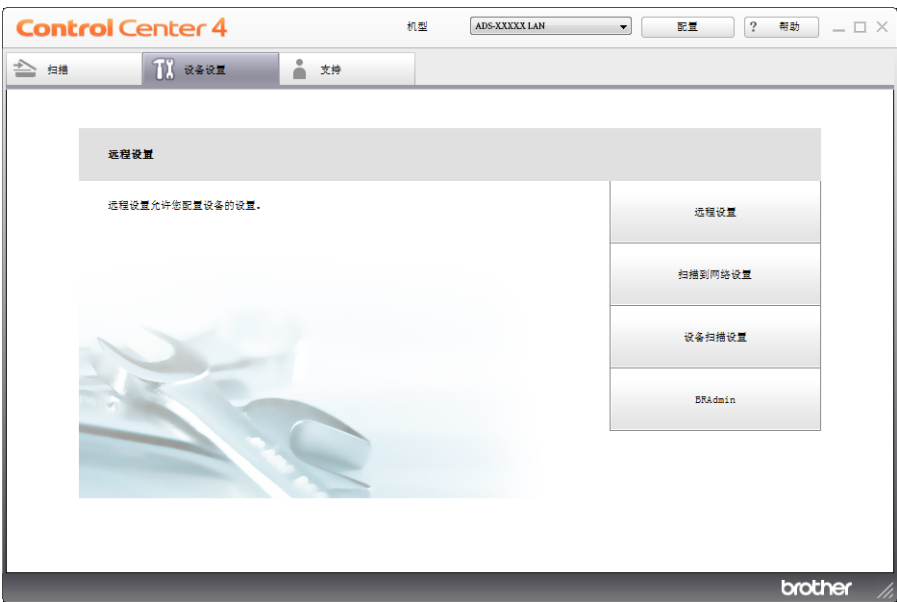 Control Center 4
机型
ADS-XXXXX LAN
配置
? 帮助
扫描
设备设置
支持
远程设置
远程设置允许您配置设备的设置。
远程设置
扫描到网络设置
设备扫描设置
BRAdmin
brother